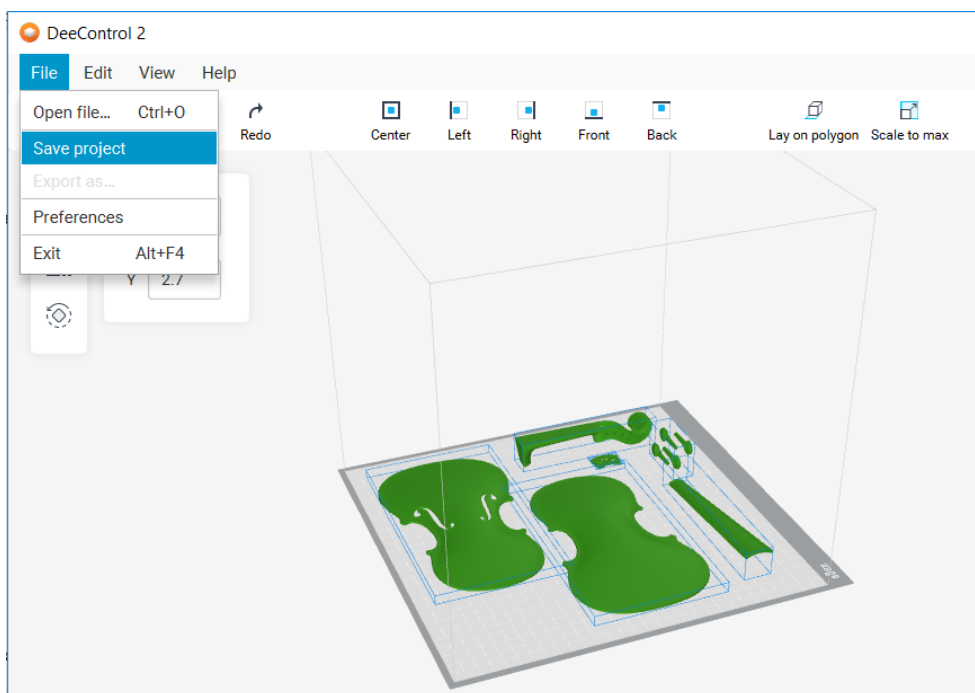 DeeControl 2
File Edit View Help
Open file... Ctrl+O
Save project
Export as...
Preferences
Exit Alt+F4
Redo
Center
Left
Right
Front
Back
Lay on polygon
Scale to max
Y 2.7